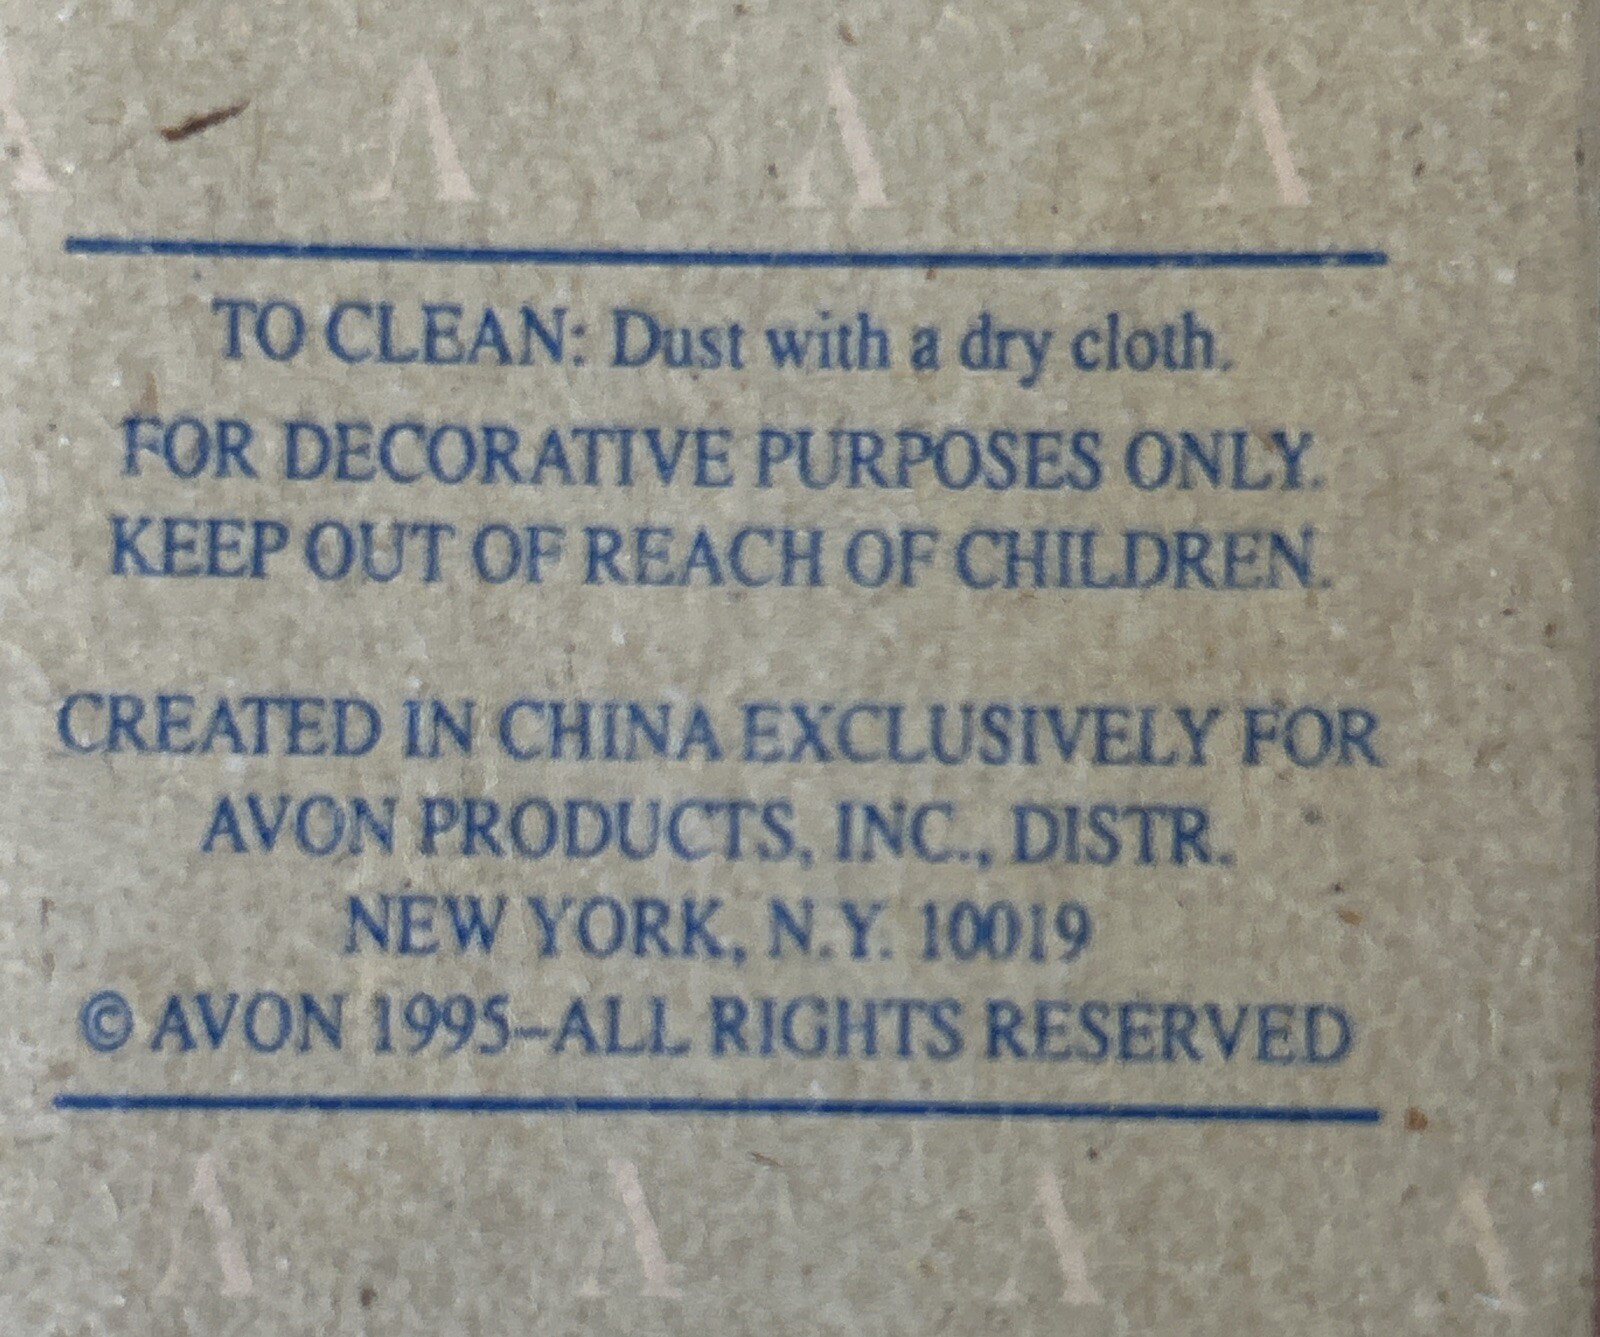 TO CLEAN: Dust with a dry cloth.
FOR DECORATIVE PURPOSES ONLY.
KEEP OUT OF REACH OF CHILDREN.
CREATED IN CHINA EXCLUSIVELY FOR
AVON PRODUCTS, INC., DISTR.
NEW YORK, N.Y. 10019
© AVON 1995–ALL RIGHTS RESERVED